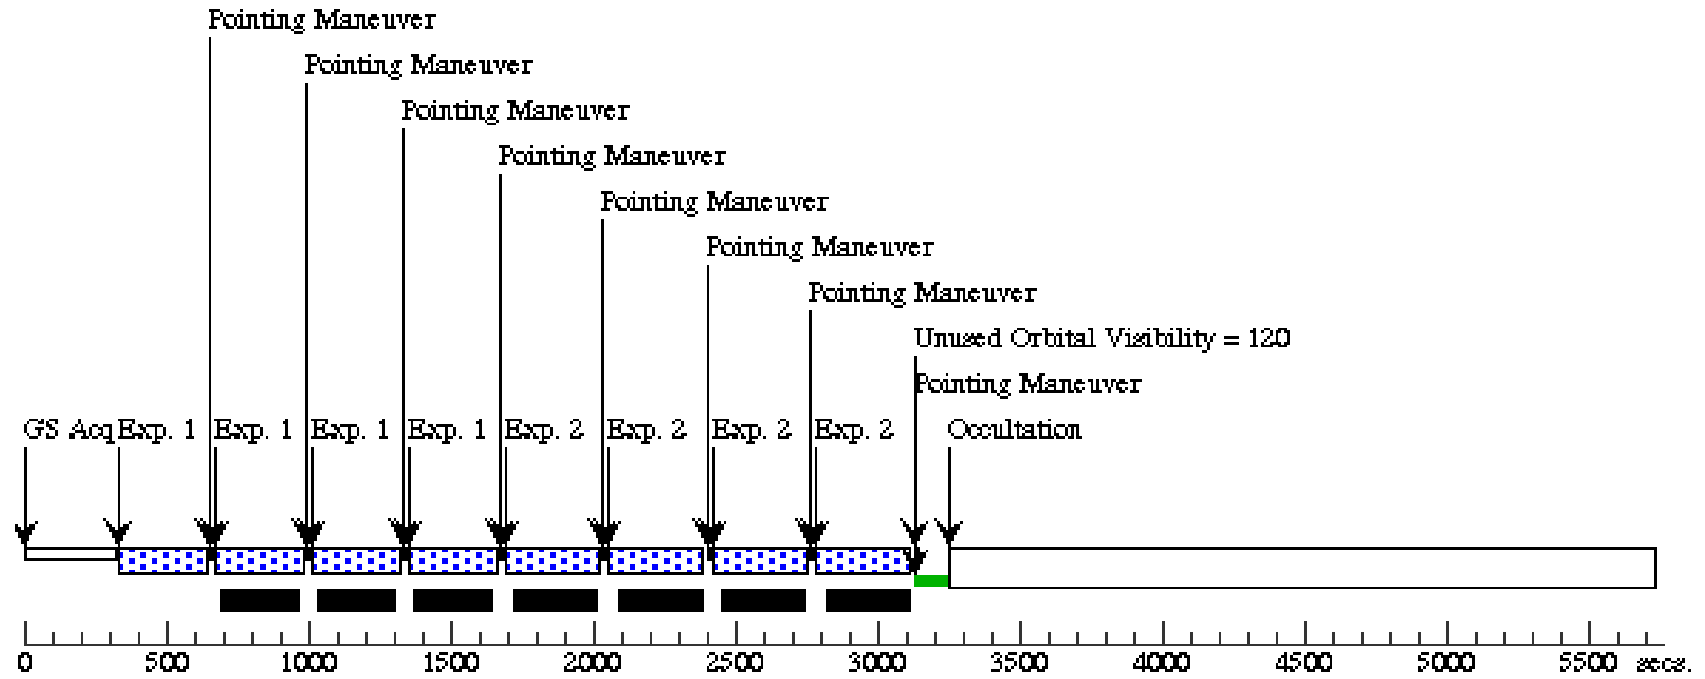 Pointing Maneuver
Pointing Maneuver
Pointing Maneuver
Pointing Maneuver
Pointing Maneuver
Pointing Maneuver
Pointing Maneuver
Unused Orbital Visibility = 120
Pointing Maneuver
GS Acq Exp. 1 Exp. 1 Exp. 1 Exp. 1 Exp. 2 Exp. 2 Exp. 2 Exp. 2 Occultation
0 500 1000 1500 2000 2500 3000 3500 4000 4500 5000 5500 secs.